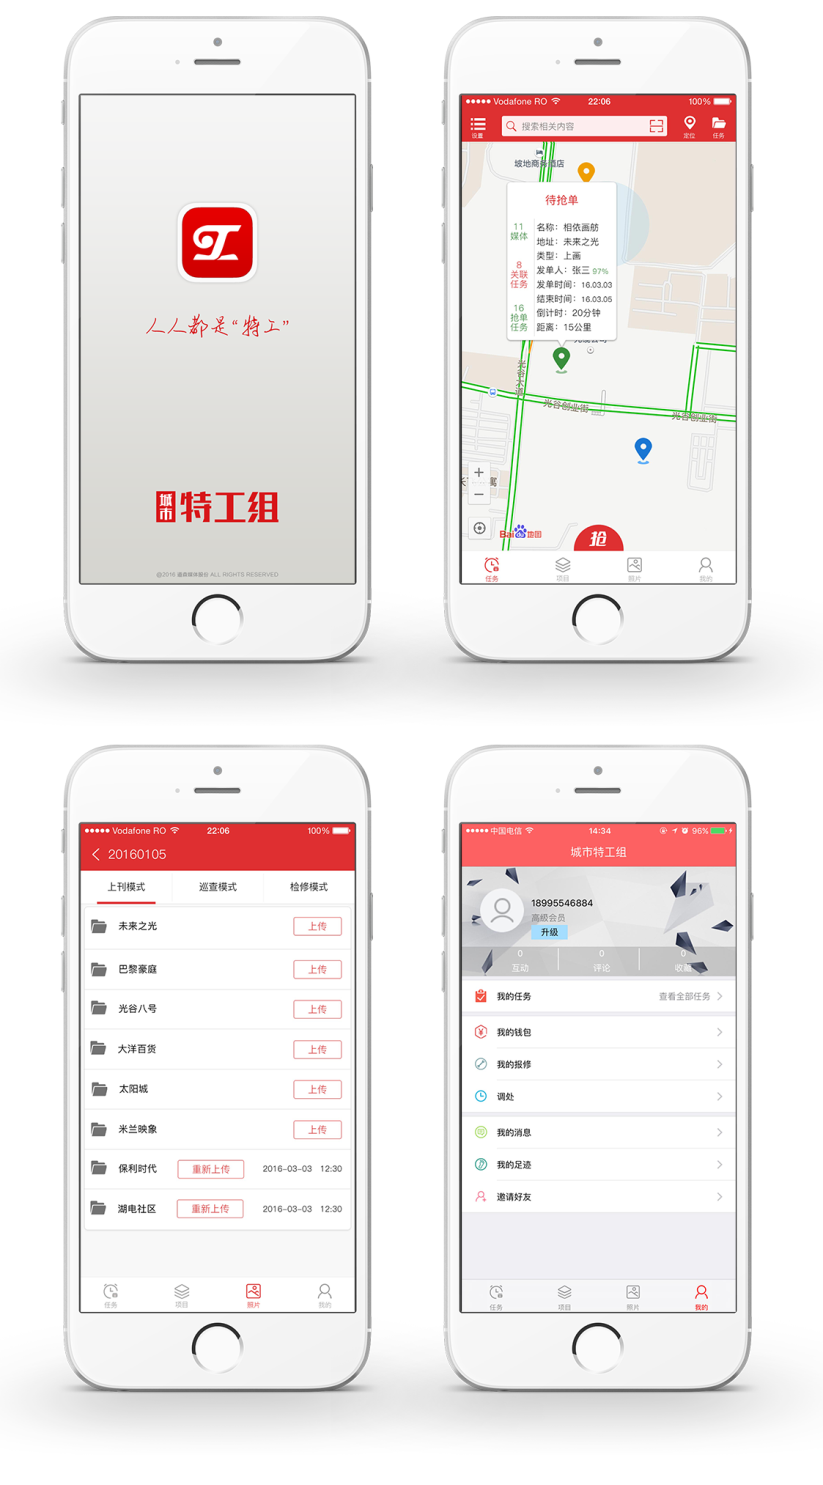 人人都是“特工”
城市
特工组
@2016 ALL RIGHTS RESERVED
Vodafone RO 22:06 100%
设置
搜索相关内容
定位
任务
坡地商务酒店
待抢单
11
媒体
8
关联
任务
16
抢单
任务
名称：相依画舫
地址：未来之光
类型：上画
发单人：张三 97%
发单时间：16.03.03
结束时间：16.03.05
倒计时：20分钟
距离：15公里
光谷大道
光谷创业街
光谷创业街
+
−
Bai 地图
抢
任务 项目 照片 我的
Vodafone RO 22:06 100%
20160105
上刊模式 巡查模式 检修模式
未来之光 上传
巴黎豪庭 上传
光谷八号 上传
大洋百货 上传
太阳城 上传
米兰映象 上传
保利时代 重新上传 2016-03-03 12:30
湖电社区 重新上传 2016-03-03 12:30
任务 项目 照片 我的
中国电信 14:34 96%
城市特工组
18995546884
高级会员
升级
0 0 0
互动 评论 收藏
我的任务 查看全部任务
我的钱包
我的报修
调处
我的消息
我的足迹
邀请好友
任务 项目 照片 我的